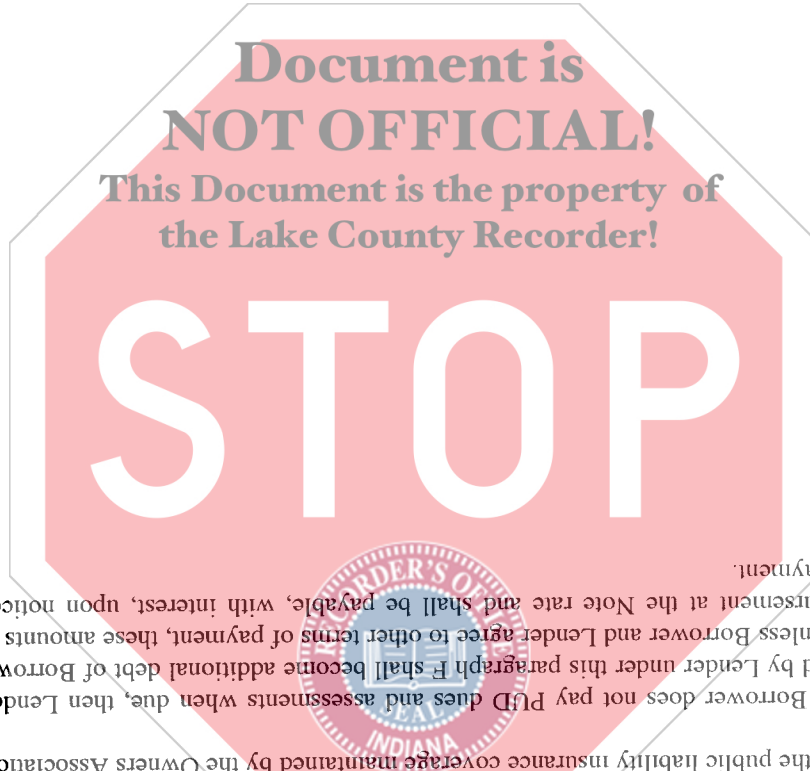 Document is
NOT OFFICIAL!
This Document is the property of
the Lake County Recorder!
STOP
RECORDER'S OFFICE
SEAL
INDIANA
the public liability insurance coverage maintained by the Owners Associatio
Borrower does not pay PUD dues and assessments when due, then Lend
d by Lender under this paragraph F shall become additional debt of Borrow
nless Borrower and Lender agree to other terms of payment, these amounts
ursement at the Note rate and shall be payable, with interest, upon notic
yment.